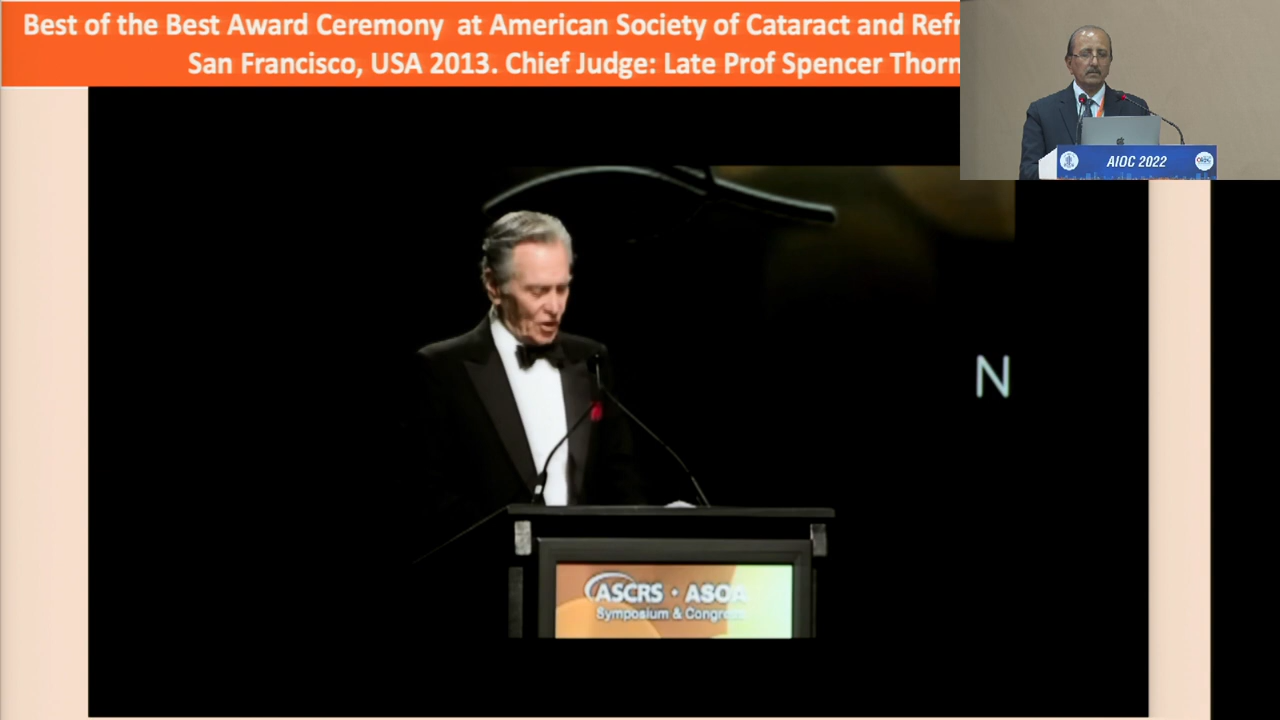 Best of the Best Award Ceremony at American Society of Cataract and Refr
San Francisco, USA 2013. Chief Judge: Late Prof Spencer Thorn
AIOC 2022
N
ASCRS • ASOA
Symposium & Congress